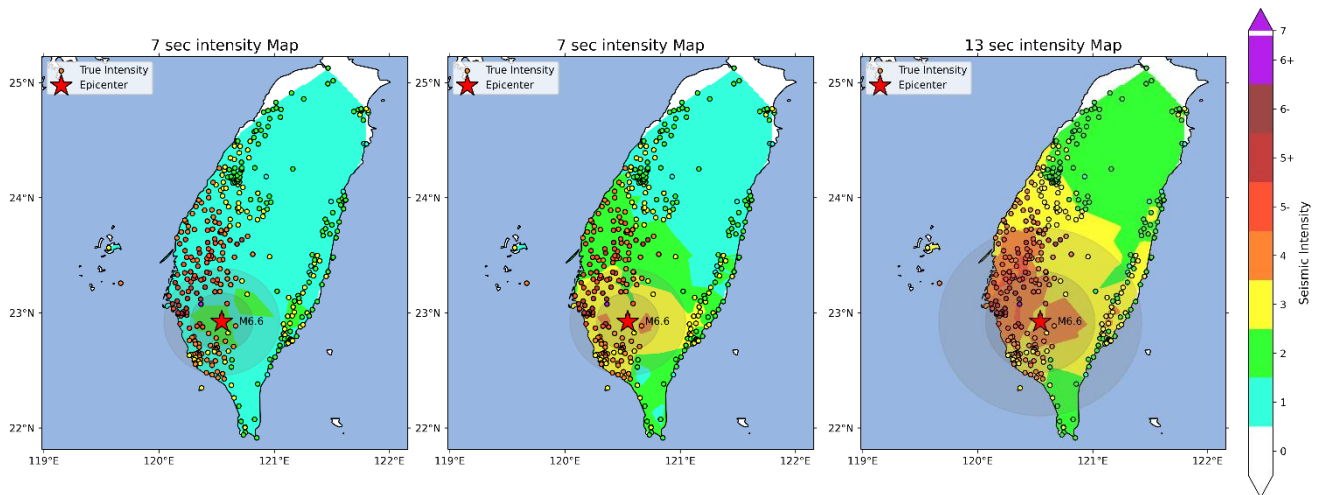 7 sec intensity Map
True Intensity
Epicenter
M6.6
25°N
24°N
23°N
22°N
119°E
120°E
121°E
122°E
7 sec intensity Map
True Intensity
Epicenter
M6.6
25°N
24°N
23°N
22°N
119°E
120°E
121°E
122°E
13 sec intensity Map
True Intensity
Epicenter
M6.6
25°N
24°N
23°N
22°N
119°E
120°E
121°E
122°E
7
6+
6-
5+
5-
4
3
2
1
0
Seismic Intensity